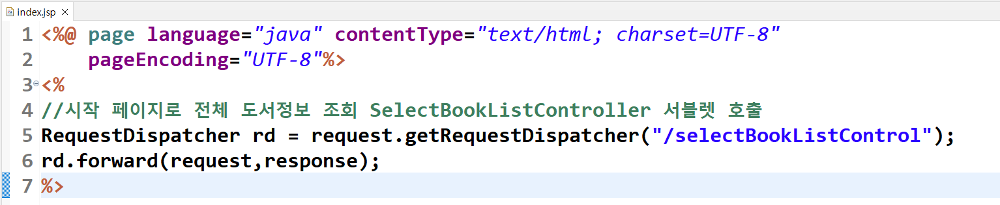 index.jsp
1 <%@ page language="java" contentType="text/html; charset=UTF-8"
2     pageEncoding="UTF-8"%>
3 <%
4 //시작 페이지로 전체 도서정보 조회 SelectBookListController 서블렛 호출
5 RequestDispatcher rd = request.getRequestDispatcher("/selectBookListControl");
6 rd.forward(request,response);
7 %>